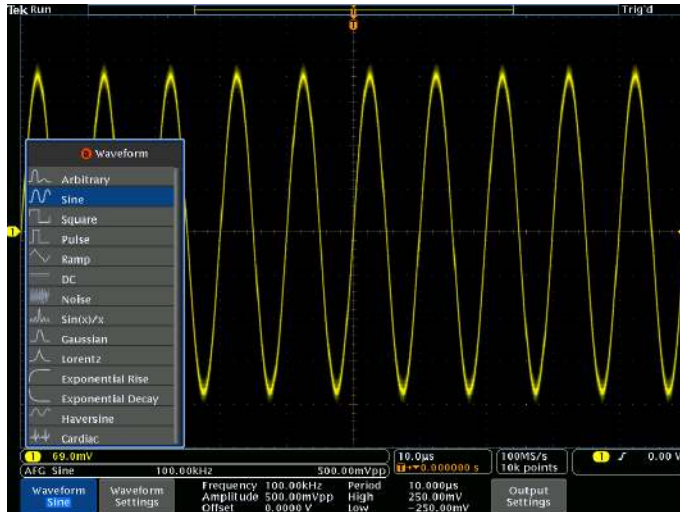 Tek Run Trig'd
T
T
a Waveform
Arbitrary
Sine
Square
Pulse
Ramp
DC
Noise
Sin(x)/x
Gaussian
Lorentz
Exponential Rise
Exponential Decay
Haversine
Cardiac
1
1 69.0mV 10.0µs 100MS/s 1 0.00 V
AFG Sine 100.00kHz 500.00mVpp T 0.000000 s 10k points
Waveform Waveform Frequency 100.00kHz Period 10.000µs Output
Sine Settings Amplitude 500.00mVpp High 250.00mV Settings
Offset 0.0000 V Low -250.00mV